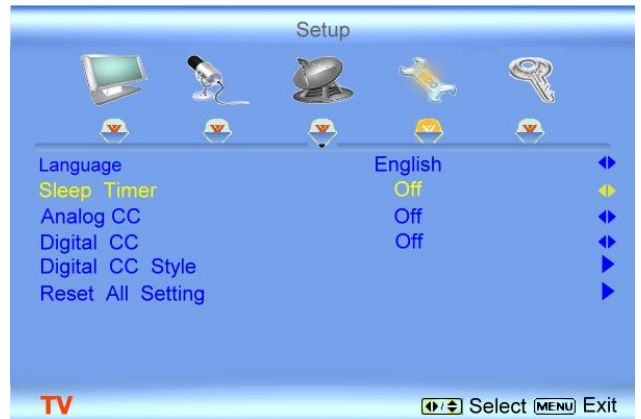 Setup
Language English
Sleep Timer Off
Analog CC Off
Digital CC Off
Digital CC Style
Reset All Setting
TV Select MENU Exit